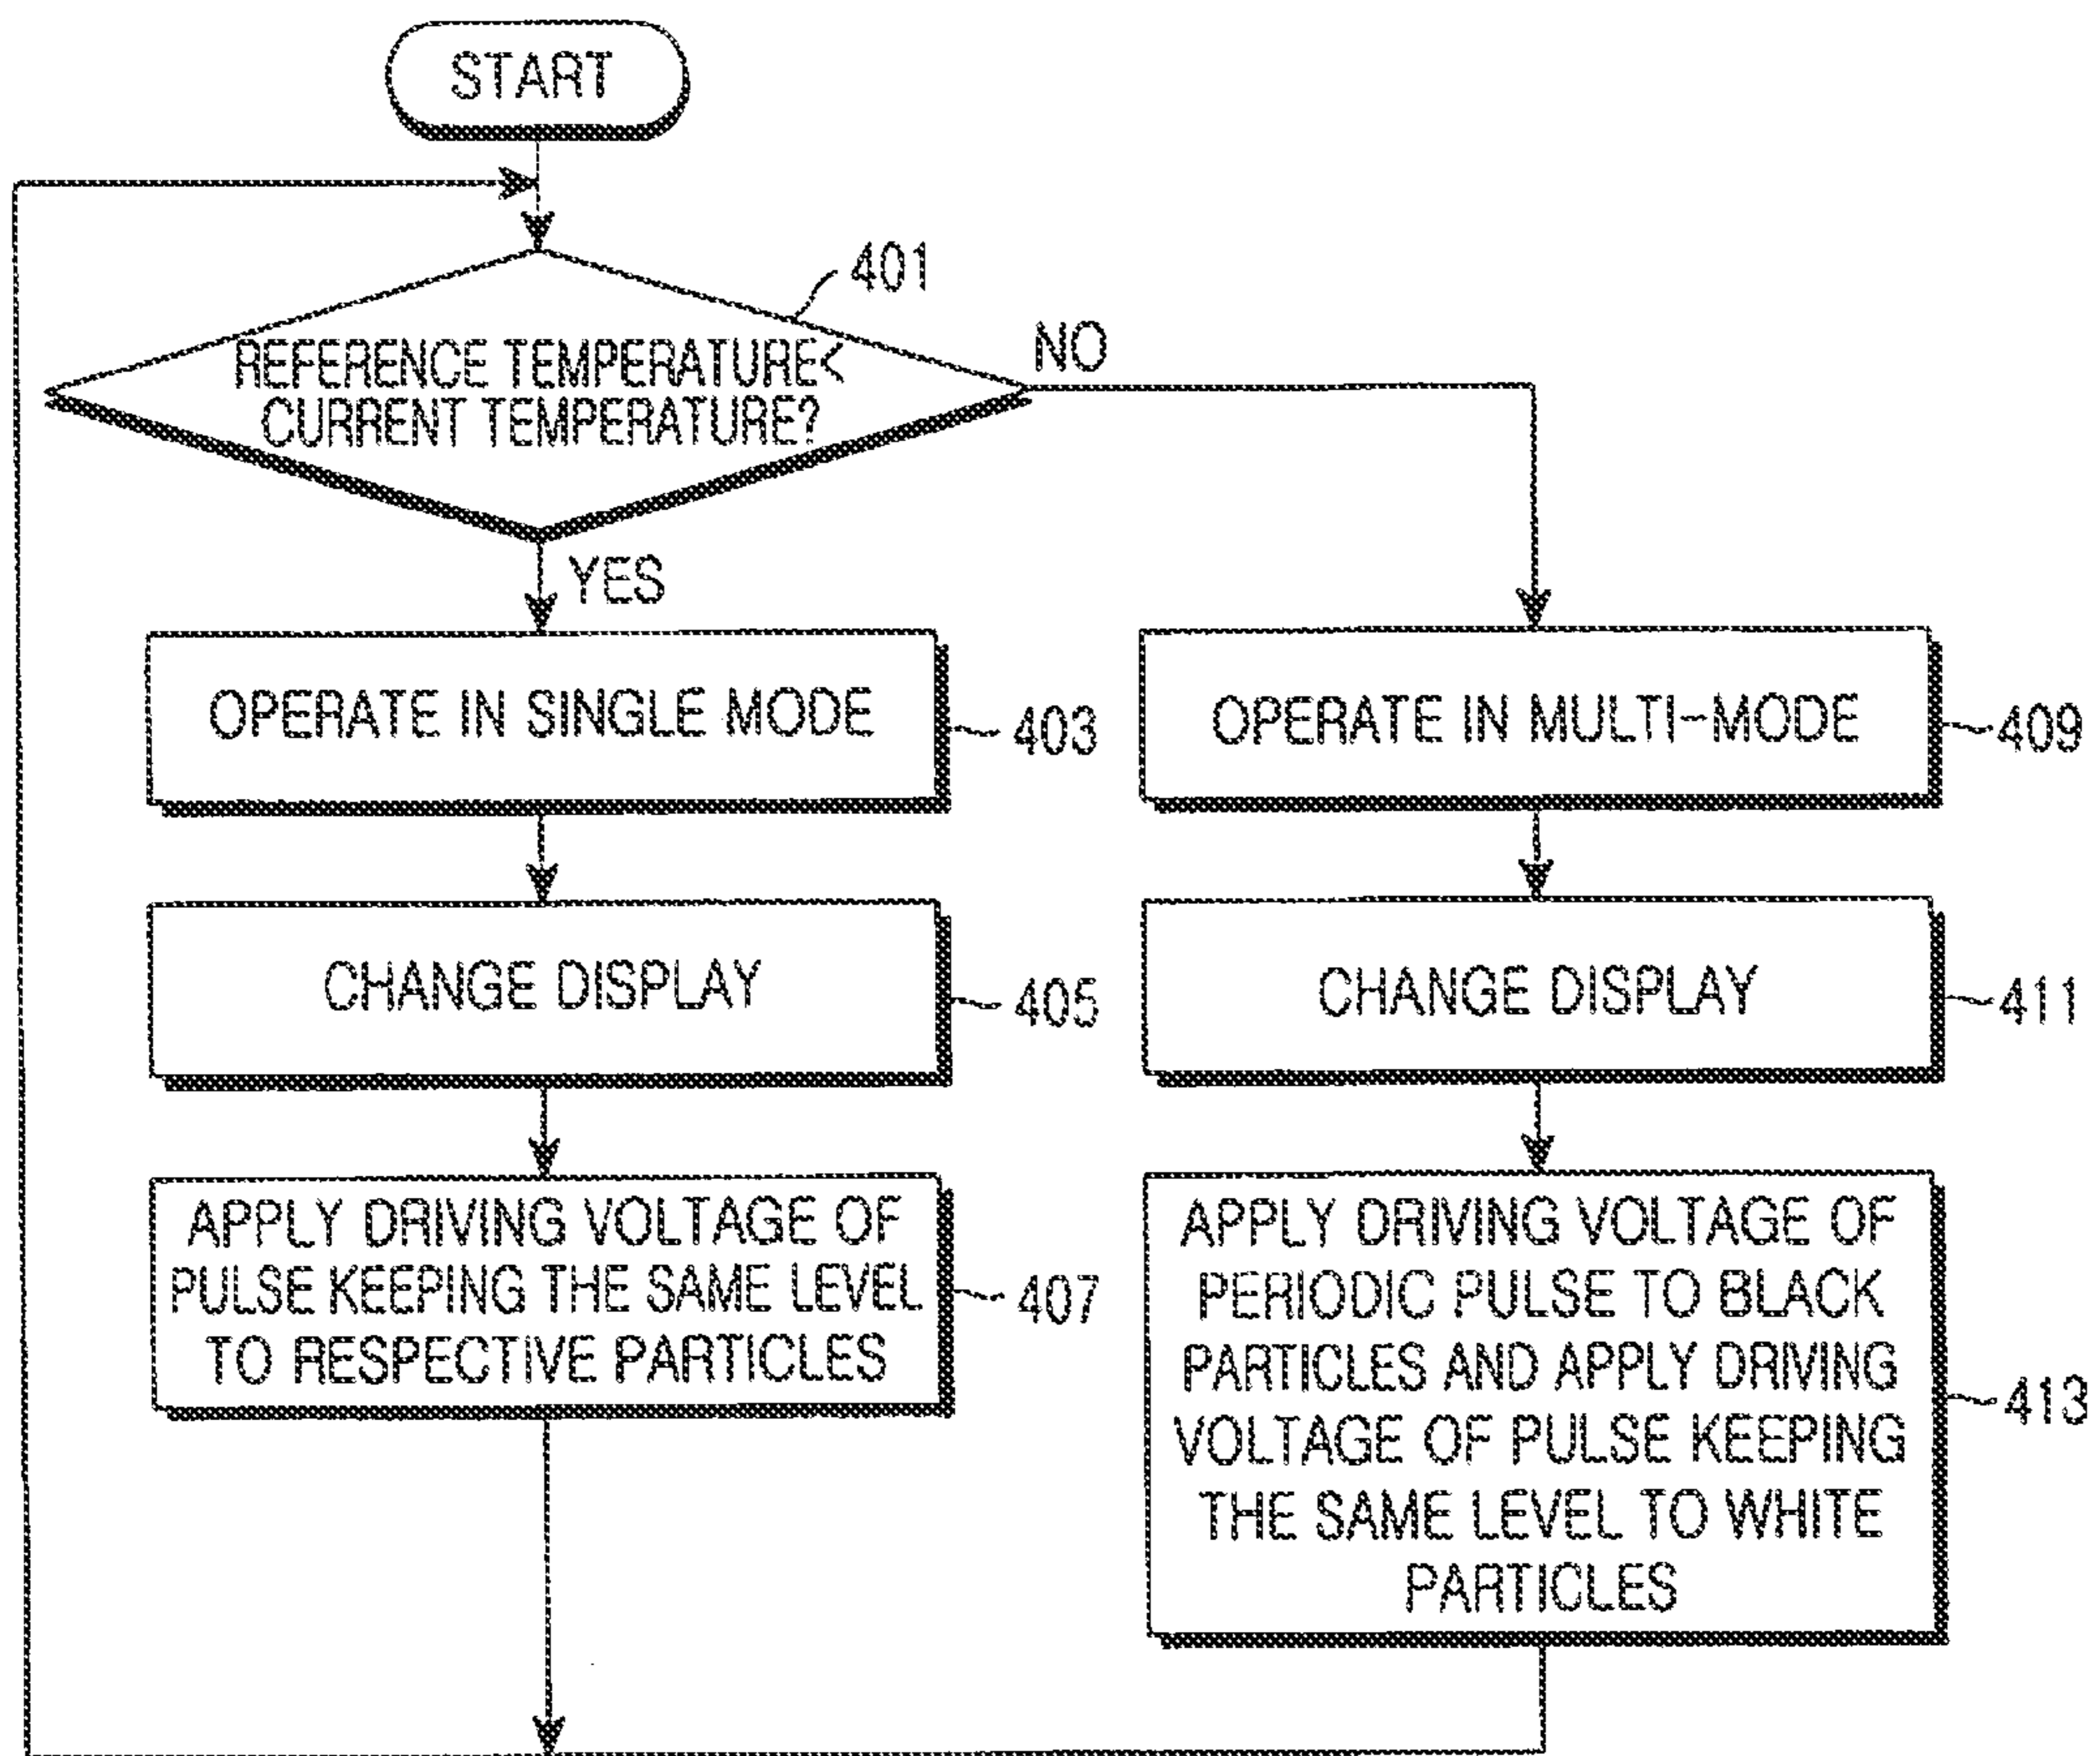 START
401
REFERENCE TEMPERATURE<
CURRENT TEMPERATURE?
NO
YES
OPERATE IN SINGLE MODE
403
OPERATE IN MULTI-MODE
409
CHANGE DISPLAY
405
CHANGE DISPLAY
411
APPLY DRIVING VOLTAGE OF
PULSE KEEPING THE SAME LEVEL
TO RESPECTIVE PARTICLES
407
APPLY DRIVING VOLTAGE OF
PERIODIC PULSE TO BLACK
PARTICLES AND APPLY DRIVING
VOLTAGE OF PULSE KEEPING
THE SAME LEVEL TO WHITE
PARTICLES
413